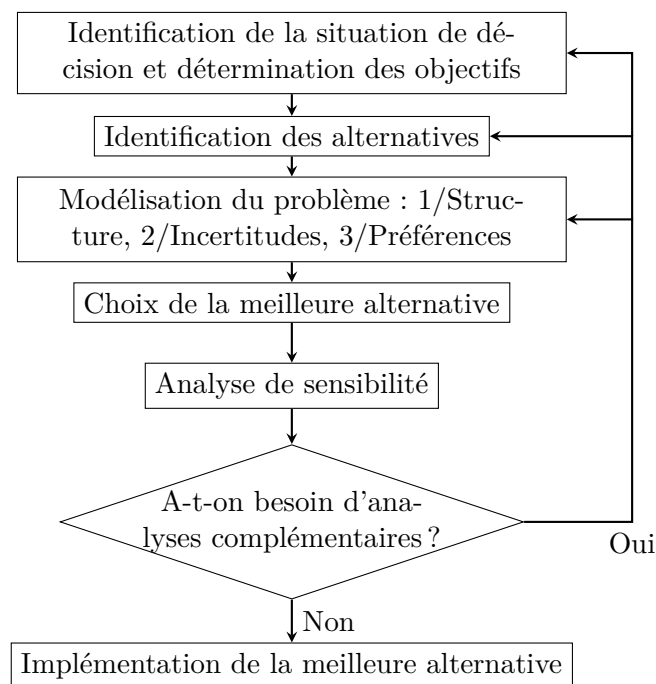 Identification de la situation de dé-
cision et détermination des objectifs
Identification des alternatives
Modélisation du problème : 1/Struc-
ture, 2/Incertitudes, 3/Préférences
Choix de la meilleure alternative
Analyse de sensibilité
A-t-on besoin d'ana-
lyses complémentaires ?
Oui
Non
Implémentation de la meilleure alternative